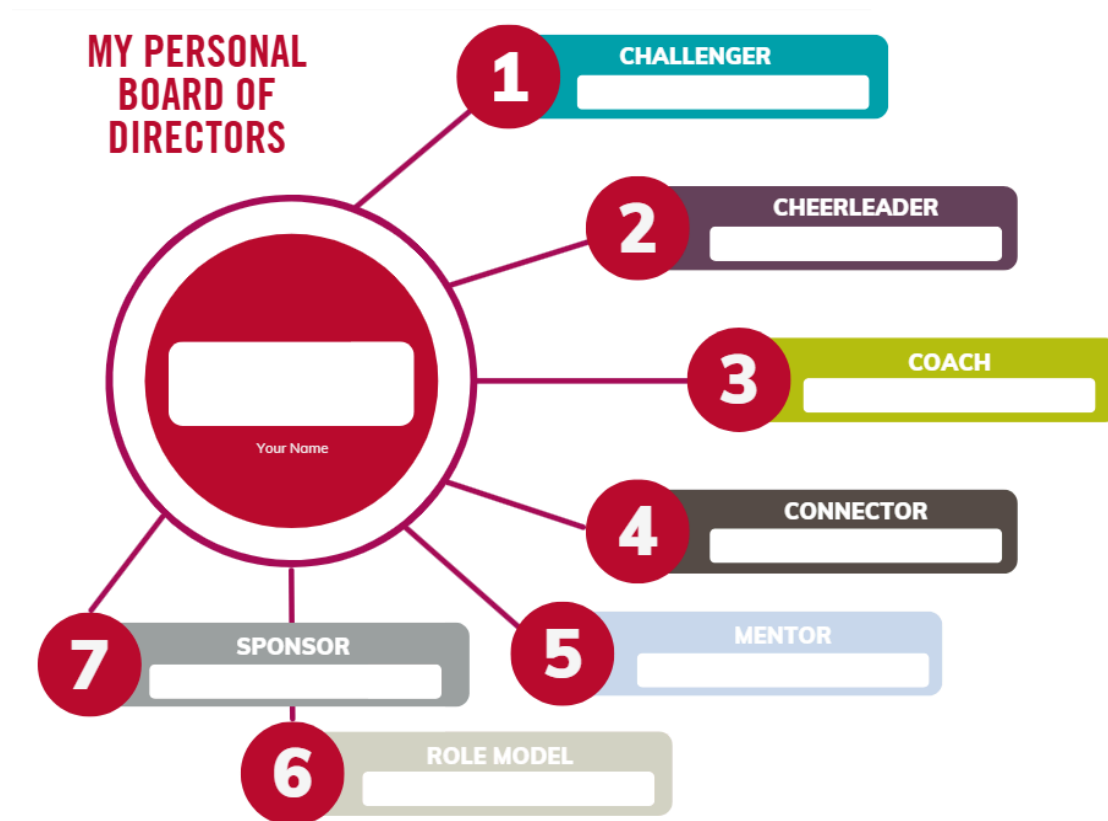 MY PERSONAL
BOARD OF
DIRECTORS
1
CHALLENGER
2
CHEERLEADER
3
COACH
Your Name
4
CONNECTOR
5
MENTOR
7
SPONSOR
6
ROLE MODEL